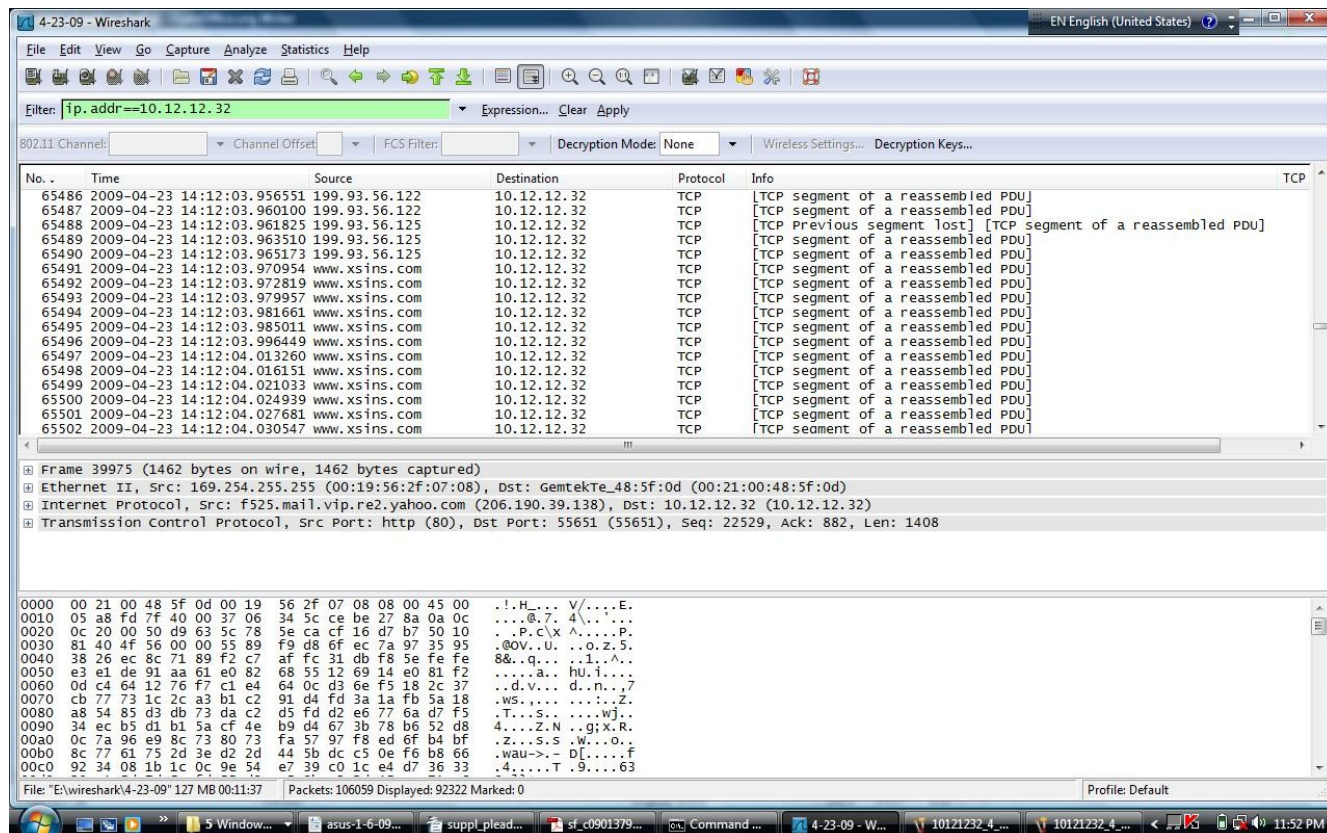 4-23-09 - Wireshark
EN English (United States)
File Edit View Go Capture Analyze Statistics Help
Filter: ip.addr==10.12.12.32 Expression... Clear Apply
802.11 Channel: Channel Offset: FCS Filter: Decryption Mode: None Wireless Settings... Decryption Keys...
No. . Time Source Destination Protocol Info TCP
65486 2009-04-23 14:12:03.956551 199.93.56.122 10.12.12.32 TCP [TCP segment of a reassembled PDU]
65487 2009-04-23 14:12:03.960100 199.93.56.122 10.12.12.32 TCP [TCP segment of a reassembled PDU]
65488 2009-04-23 14:12:03.961825 199.93.56.125 10.12.12.32 TCP [TCP Previous segment lost] [TCP segment of a reassembled PDU]
65489 2009-04-23 14:12:03.963510 199.93.56.125 10.12.12.32 TCP [TCP segment of a reassembled PDU]
65490 2009-04-23 14:12:03.965173 199.93.56.125 10.12.12.32 TCP [TCP segment of a reassembled PDU]
65491 2009-04-23 14:12:03.970954 www.xsins.com 10.12.12.32 TCP [TCP segment of a reassembled PDU]
65492 2009-04-23 14:12:03.972819 www.xsins.com 10.12.12.32 TCP [TCP segment of a reassembled PDU]
65493 2009-04-23 14:12:03.979957 www.xsins.com 10.12.12.32 TCP [TCP segment of a reassembled PDU]
65494 2009-04-23 14:12:03.981661 www.xsins.com 10.12.12.32 TCP [TCP segment of a reassembled PDU]
65495 2009-04-23 14:12:03.985011 www.xsins.com 10.12.12.32 TCP [TCP segment of a reassembled PDU]
65496 2009-04-23 14:12:03.996449 www.xsins.com 10.12.12.32 TCP [TCP segment of a reassembled PDU]
65497 2009-04-23 14:12:04.013260 www.xsins.com 10.12.12.32 TCP [TCP segment of a reassembled PDU]
65498 2009-04-23 14:12:04.016151 www.xsins.com 10.12.12.32 TCP [TCP segment of a reassembled PDU]
65499 2009-04-23 14:12:04.021033 www.xsins.com 10.12.12.32 TCP [TCP segment of a reassembled PDU]
65500 2009-04-23 14:12:04.024939 www.xsins.com 10.12.12.32 TCP [TCP segment of a reassembled PDU]
65501 2009-04-23 14:12:04.027681 www.xsins.com 10.12.12.32 TCP [TCP segment of a reassembled PDU]
65502 2009-04-23 14:12:04.030547 www.xsins.com 10.12.12.32 TCP [TCP segment of a reassembled PDU]
Frame 39975 (1462 bytes on wire, 1462 bytes captured)
Ethernet II, Src: 169.254.255.255 (00:19:56:2f:07:08), Dst: GemtekTe_48:5f:0d (00:21:00:48:5f:0d)
Internet Protocol, Src: f525.mail.vip.re2.yahoo.com (206.190.39.138), Dst: 10.12.12.32 (10.12.12.32)
Transmission Control Protocol, Src Port: http (80), Dst Port: 55651 (55651), Seq: 22529, Ack: 882, Len: 1408
0000 00 21 00 48 5f 0d 00 19 56 2f 07 08 08 00 45 00 .!.H_... V/....E.
0010 05 a8 fd 7f 40 00 37 06 34 5c ce be 27 8a 0a 0c ....@.7. 4\..'...
0020 0c 20 00 50 d9 63 5c 78 5e ca cf 16 d7 b7 50 10 . .P.c\x ^.....P.
0030 81 40 4f 56 00 00 55 89 f9 d8 6f ec 7a 97 35 95 .@OV..U. ..o.z.5.
0040 38 26 ec 8c 71 89 f2 c7 af fc 31 db f8 5e fe fe 8&..q... ..1..^..
0050 e3 e1 de 91 aa 61 e0 82 68 55 12 69 14 e0 81 f2 .....a.. hU.i....
0060 0d c4 64 12 76 f7 c1 e4 64 0c d3 6e f5 18 2c 37 ..d.v... d..n..,7
0070 cb 77 73 1c 2c a3 b1 c2 91 d4 fd 3a 1a fb 5a 18 .ws.,... ...:..Z.
0080 a8 54 85 d3 db 73 da c2 d5 fd d2 e6 77 6a d7 f5 .T...s.. ....wj..
0090 34 ec b5 d1 b1 5a cf 4e b9 d4 67 3b 78 b6 52 d8 4....Z.N ..g;x.R.
00a0 0c 7a 96 e9 8c 73 80 73 fa 57 97 f8 ed 6f b4 bf .z...s.s .W...o..
00b0 8c 77 61 75 2d 3e d2 2d 44 5b dc c5 0e f6 b8 66 .wau->.- D[.....f
00c0 92 34 08 1b 1c 0c 9e 54 e7 39 c0 1c e4 d7 36 33 .4.....T .9....63
File: "E:\wireshark\4-23-09" 127 MB 00:11:37 Packets: 106059 Displayed: 92322 Marked: 0 Profile: Default
5 Window... asus-1-6-09... suppl_plead... sf_c0901379... Command ... 4-23-09 - W... 10121232_4_... 10121232_4_... 11:52 PM